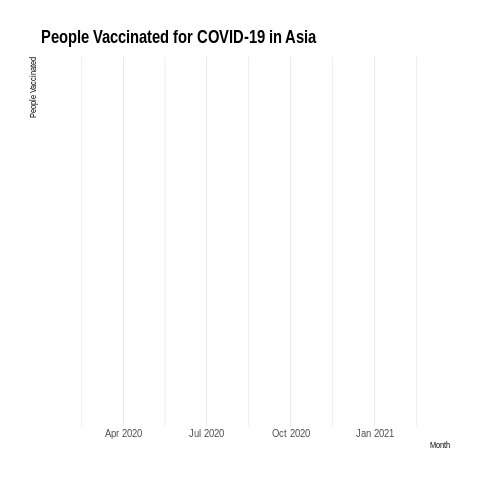 People Vaccinated for COVID-19 in Asia
People Vaccinated
Apr 2020
Jul 2020
Oct 2020
Jan 2021
Month